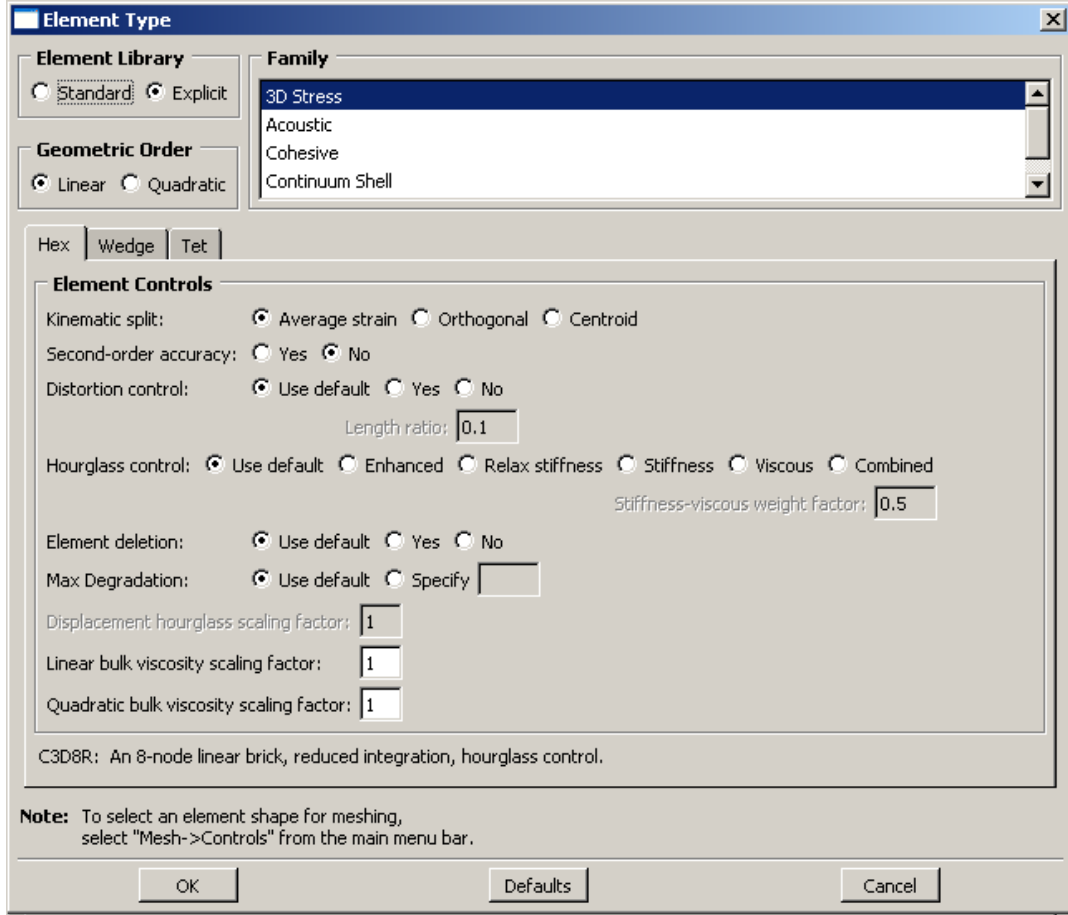 Element Type
Element Library
Standard Explicit
Family
3D Stress
Acoustic
Cohesive
Continuum Shell
Geometric Order
Linear Quadratic
Hex Wedge Tet
Element Controls
Kinematic split: Average strain Orthogonal Centroid
Second-order accuracy: Yes No
Distortion control: Use default Yes No
Length ratio: 0.1
Hourglass control: Use default Enhanced Relax stiffness Stiffness Viscous Combined
Stiffness-viscous weight factor: 0.5
Element deletion: Use default Yes No
Max Degradation: Use default Specify
Displacement hourglass scaling factor: 1
Linear bulk viscosity scaling factor: 1
Quadratic bulk viscosity scaling factor: 1
C3D8R: An 8-node linear brick, reduced integration, hourglass control.
Note: To select an element shape for meshing,
select "Mesh->Controls" from the main menu bar.
OK Defaults Cancel